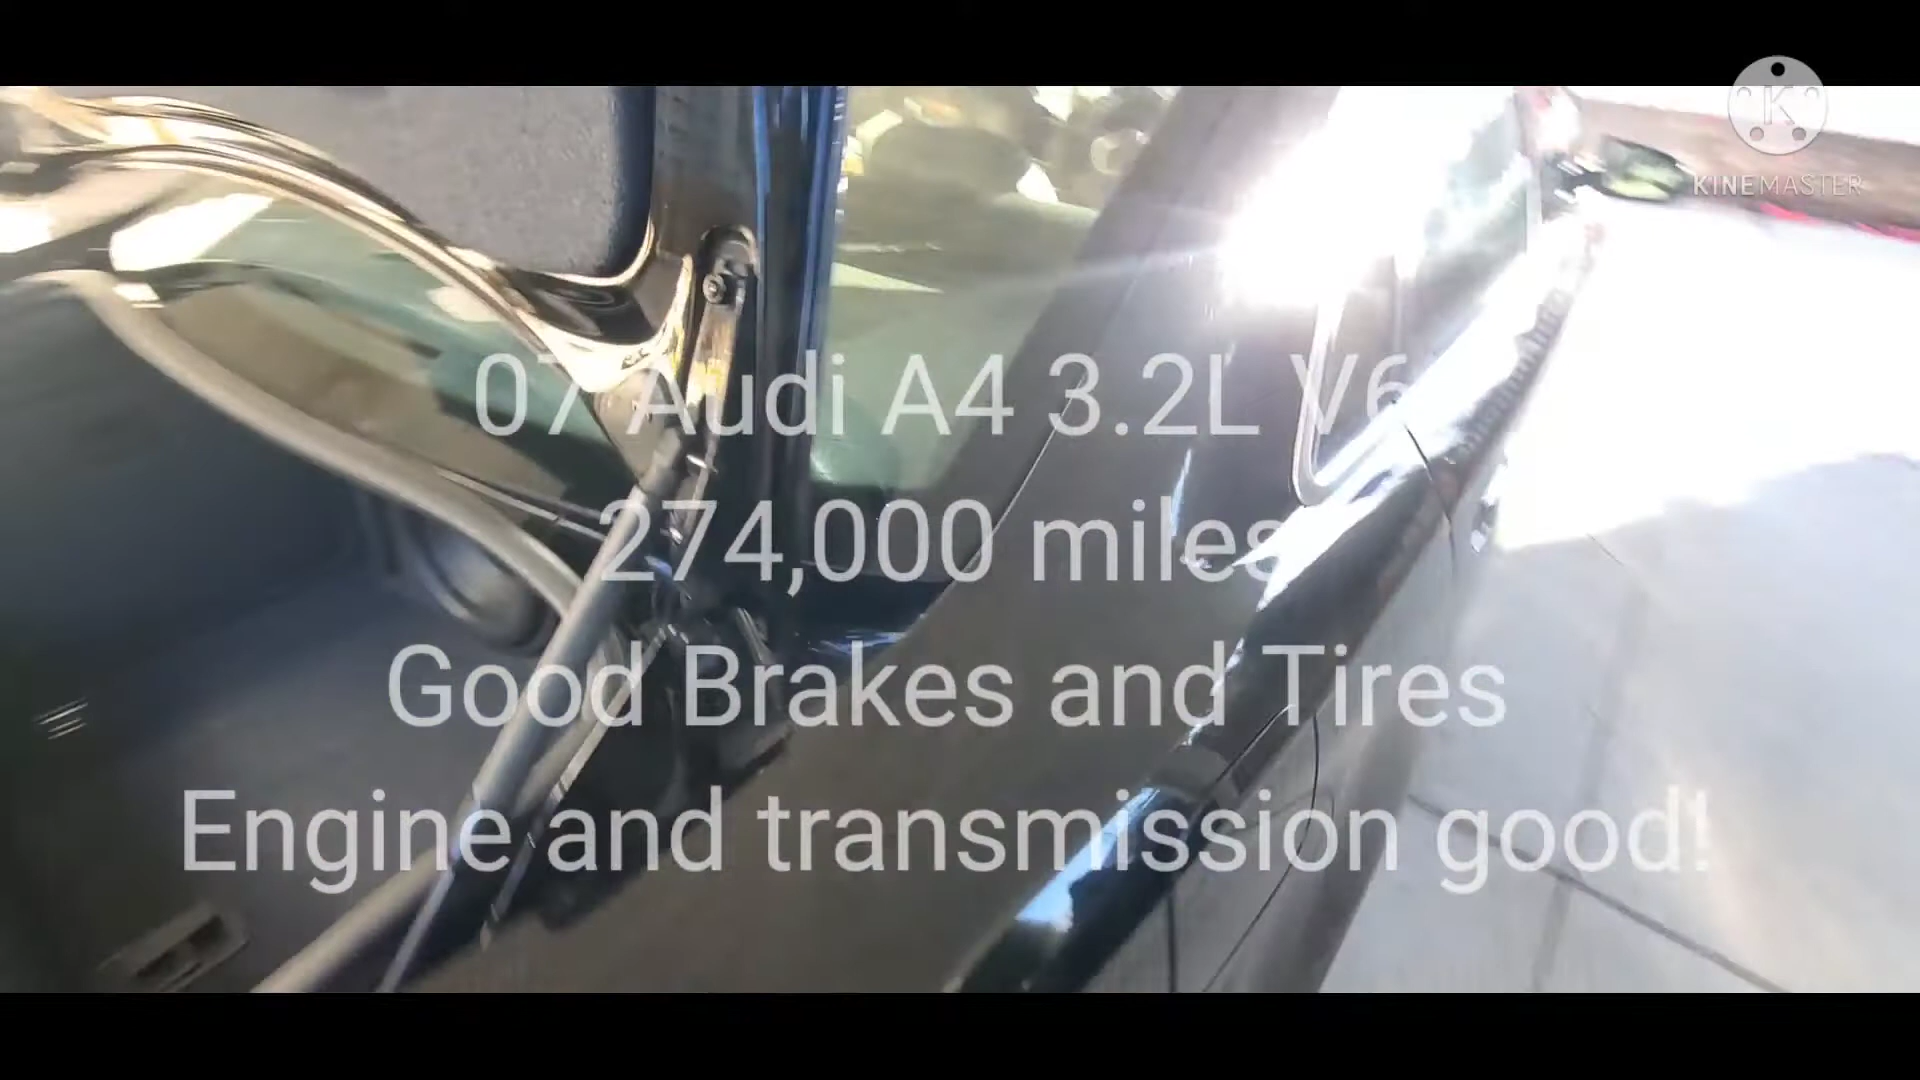 K
KINEMASTER
07 Audi A4 3.2L V6
274,000 miles
Good Brakes and Tires
Engine and transmission good!